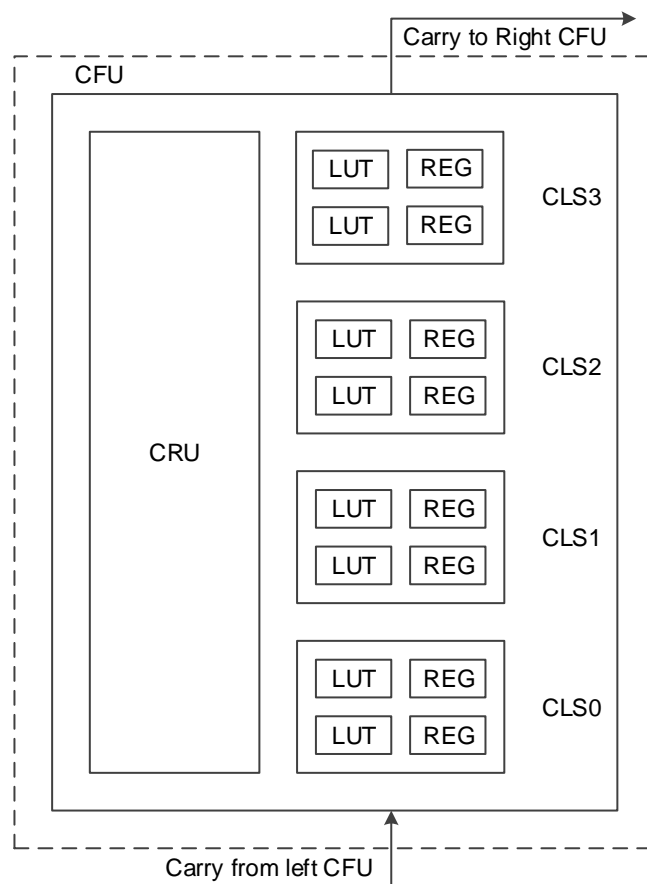 Carry to Right CFU
CFU
LUT REG
CLS3
LUT REG
LUT REG
CLS2
LUT REG
CRU
LUT REG
CLS1
LUT REG
LUT REG
CLS0
LUT REG
Carry from left CFU